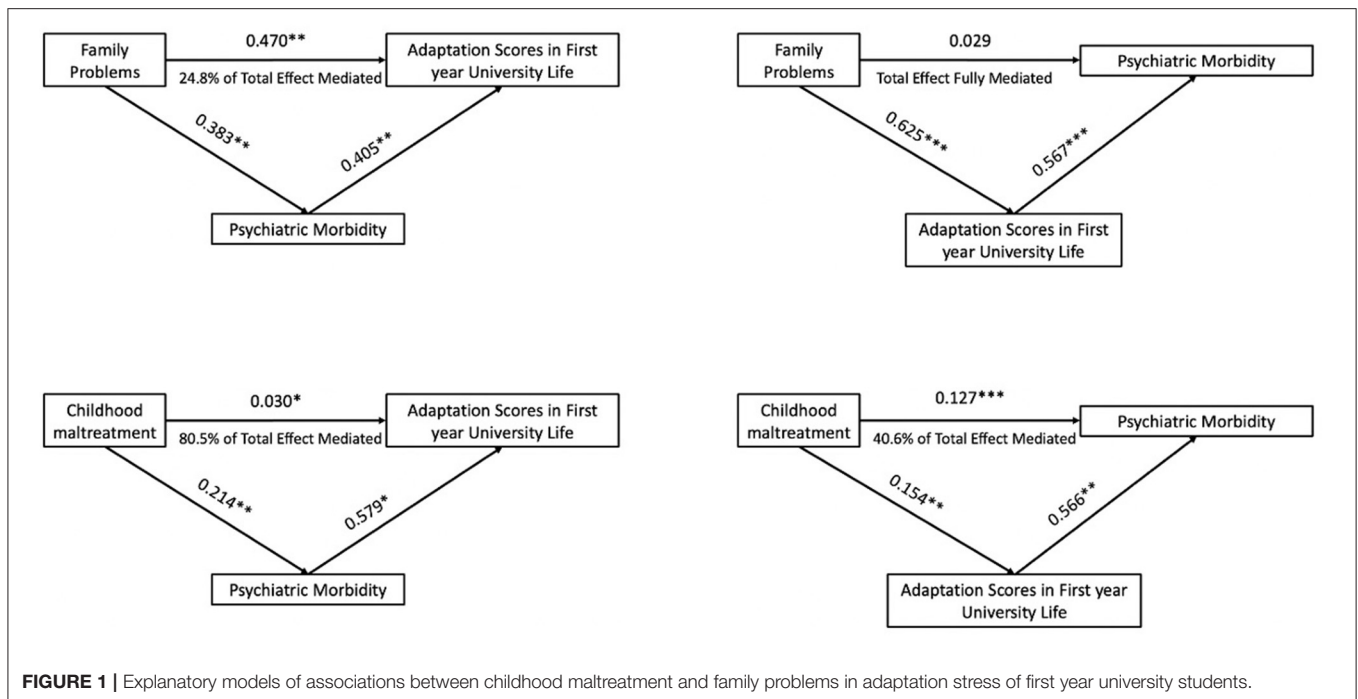 Family
Problems
0.470**
24.8% of Total Effect Mediated
Adaptation Scores in First
year University Life
0.383**
0.405**
Psychiatric Morbidity
Family
Problems
0.029
Total Effect Fully Mediated
Psychiatric Morbidity
0.625***
0.567***
Adaptation Scores in First
year University Life
Childhood
maltreatment
0.030*
80.5% of Total Effect Mediated
Adaptation Scores in First
year University Life
0.214**
0.579*
Psychiatric Morbidity
Childhood
maltreatment
0.127***
40.6% of Total Effect Mediated
Psychiatric Morbidity
0.154**
0.566**
Adaptation Scores in First year
University Life
FIGURE 1 | Explanatory models of associations between childhood maltreatment and family problems in adaptation stress of first year university students.